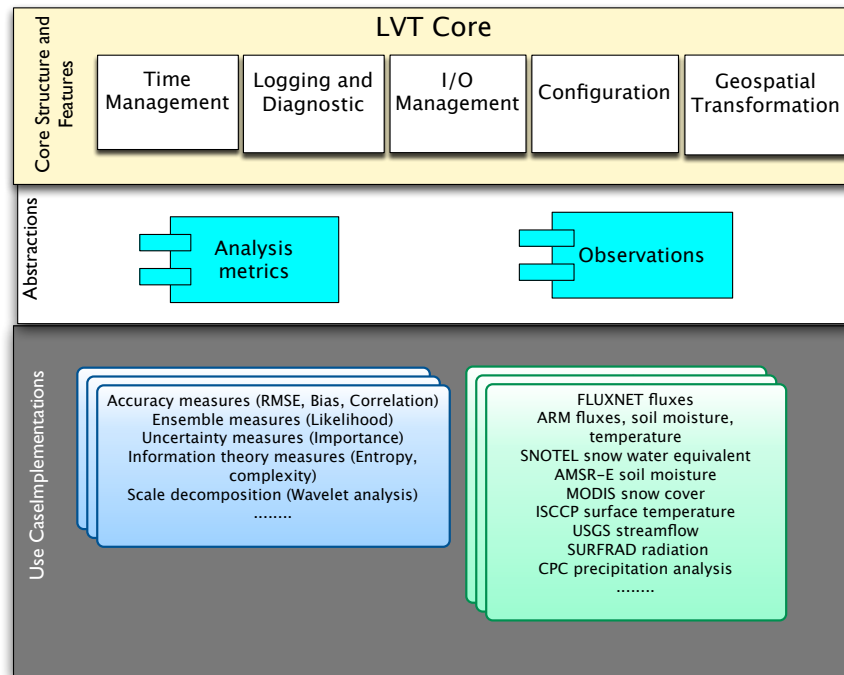 LVT Core
Core Structure and
Features
Time
Management
Logging and
Diagnostic
I/O
Management
Configuration
Geospatial
Transformation
Abstractions
Analysis
metrics
Observations
Use CaseImplementations
Accuracy measures (RMSE, Bias, Correlation)
Ensemble measures (Likelihood)
Uncertainty measures (Importance)
Information theory measures (Entropy,
complexity)
Scale decomposition (Wavelet analysis)
........
FLUXNET fluxes
ARM fluxes, soil moisture,
temperature
SNOTEL snow water equivalent
AMSR-E soil moisture
MODIS snow cover
ISCCP surface temperature
USGS streamflow
SURFRAD radiation
CPC precipitation analysis
........